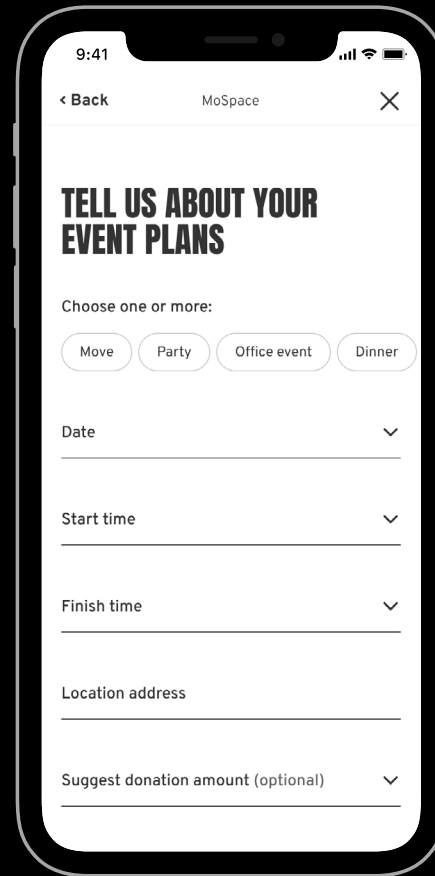 9:41
< Back
MoSpace
TELL US ABOUT YOUR
EVENT PLANS
Choose one or more:
Move
Party
Office event
Dinner
Date
Start time
Finish time
Location address
Suggest donation amount (optional)